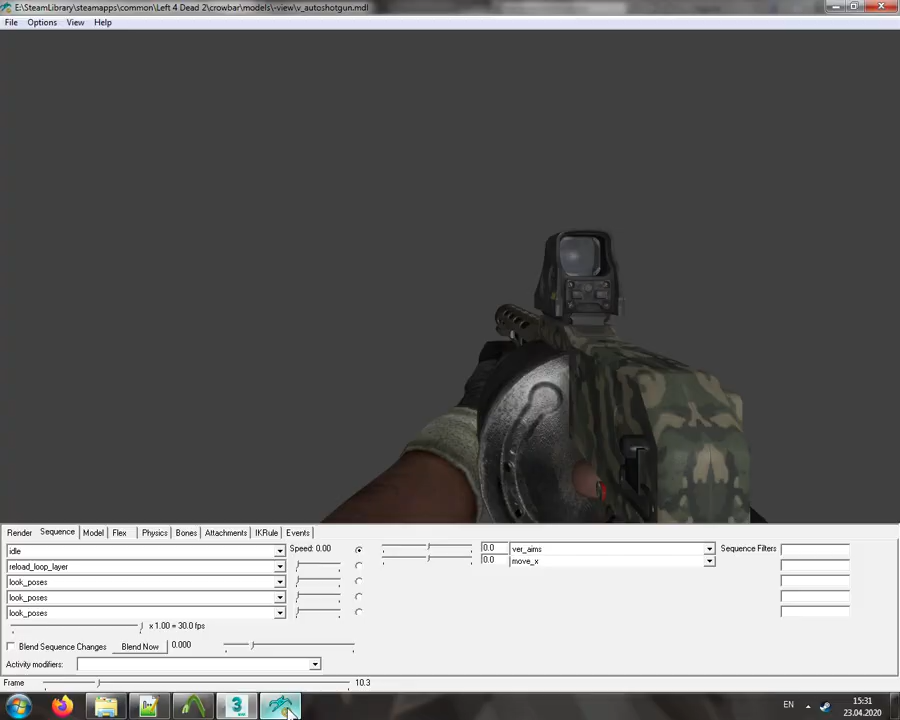 E:\SteamLibrary\steamapps\common\Left 4 Dead 2\crowbar\models\-view\v_autoshotgun.mdl
File Options View Help
Render Sequence Model Flex Physics Bones Attachments IKRule Events
idle Speed: 0.00 0.0 ver_aims Sequence Filters
reload_loop_layer 0.0 move_x
look_poses
look_poses
look_poses
x 1.00 = 30.0 fps
Blend Sequence Changes Blend Now 0.000
Activity modifiers:
Frame 10.3
3
EN 15:31
23.04.2020